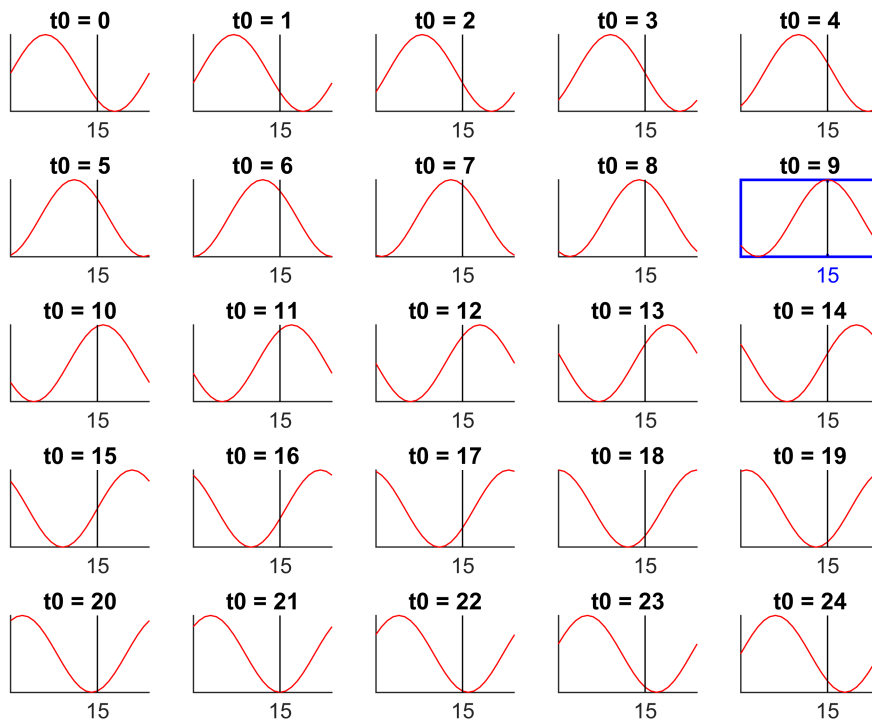 t0 = 0 t0 = 1 t0 = 2 t0 = 3 t0 = 4
15 15 15 15 15
t0 = 5 t0 = 6 t0 = 7 t0 = 8 t0 = 9
15 15 15 15 15
t0 = 10 t0 = 11 t0 = 12 t0 = 13 t0 = 14
15 15 15 15 15
t0 = 15 t0 = 16 t0 = 17 t0 = 18 t0 = 19
15 15 15 15 15
t0 = 20 t0 = 21 t0 = 22 t0 = 23 t0 = 24
15 15 15 15 15